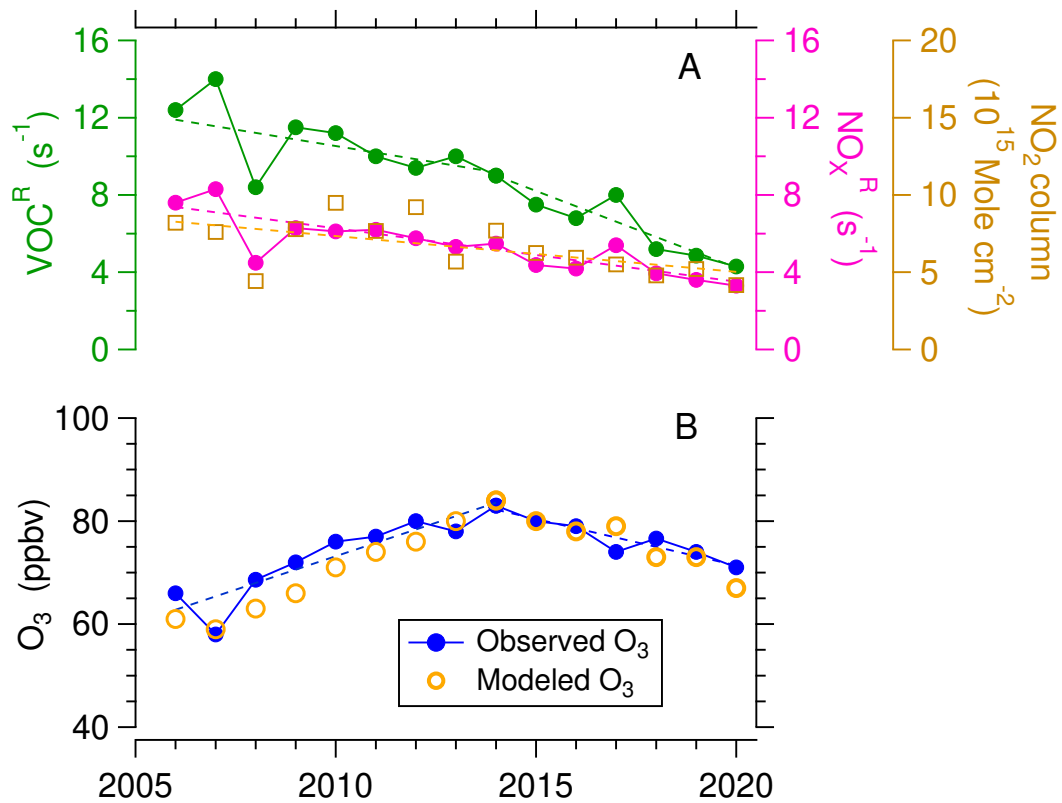 A
16
12
8
4
0
VOC^R (s^-1)
16
12
8
4
0
NO_X^R (s^-1)
20
15
10
5
0
NO_2 column
(10^15 Mole cm^-2)
B
100
80
60
40
O_3 (ppbv)
Observed O_3
Modeled O_3
2005
2010
2015
2020